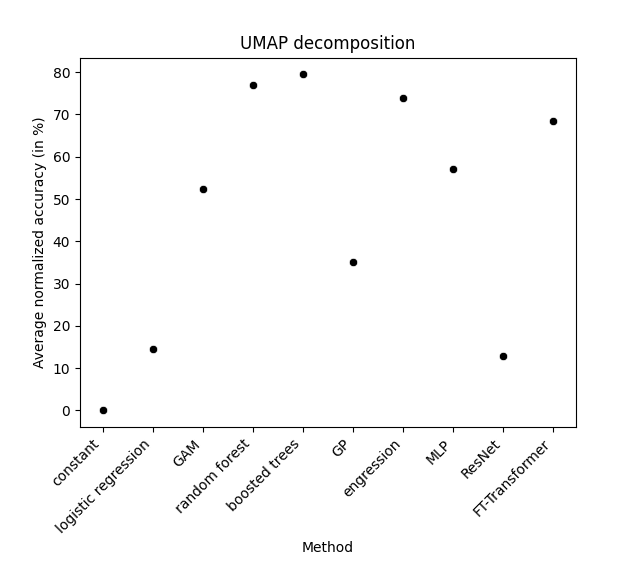 UMAP decomposition
Average normalized accuracy (in %)
80
70
60
50
40
30
20
10
0
constant
logistic regression
GAM
random forest
boosted trees
GP
engression
MLP
ResNet
FT-Transformer
Method